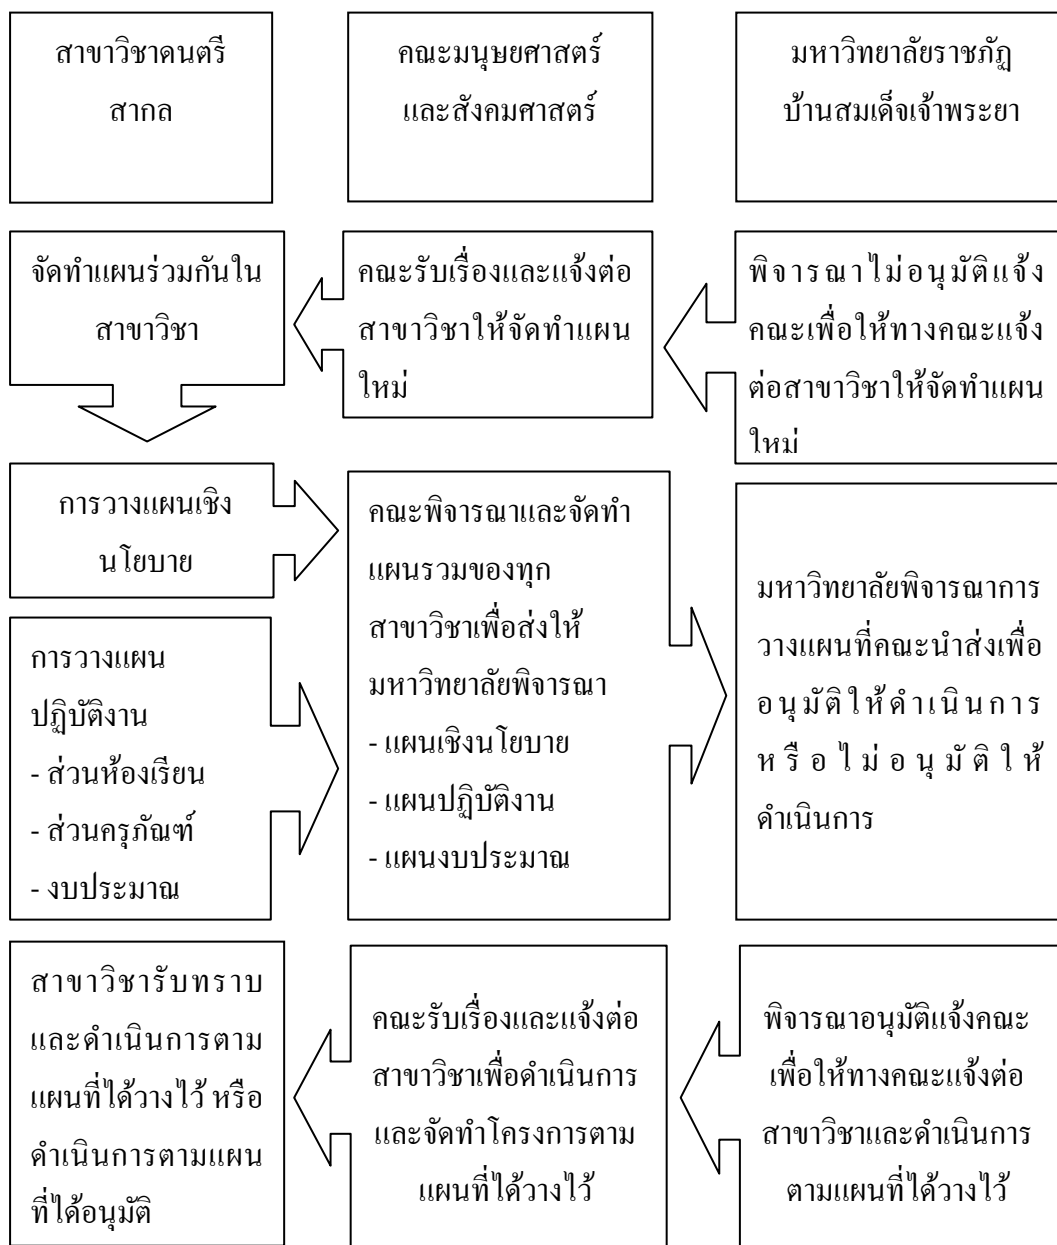 สาขาวิชาดนตรี
สากล
คณะมนุษยศาสตร์
และสังคมศาสตร์
มหาวิทยาลัยราชภัฏ
บ้านสมเด็จเจ้าพระยา
จัดทำแผนร่วมกันใน
สาขาวิชา
คณะรับเรื่องและแจ้งต่อ
สาขาวิชาให้จัดทำแผน
ใหม่
พิจารณาไม่อนุมัติแจ้ง
คณะเพื่อให้ทางคณะแจ้ง
ต่อสาขาวิชาให้จัดทำแผน
ใหม่
การวางแผนเชิง
นโยบาย
การวางแผน
ปฏิบัติงาน
- ส่วนห้องเรียน
- ส่วนครุภัณฑ์
- งบประมาณ
คณะพิจารณาและจัดทำ
แผนรวมของทุก
สาขาวิชาเพื่อส่งให้
มหาวิทยาลัยพิจารณา
- แผนเชิงนโยบาย
- แผนปฏิบัติงาน
- แผนงบประมาณ
มหาวิทยาลัยพิจารณาการ
วางแผนที่คณะนำส่งเพื่อ
อนุมัติให้ดำเนินการ
หรือไม่อนุมัติให้
ดำเนินการ
สาขาวิชารับทราบ
และดำเนินการตาม
แผนที่ได้วางไว้ หรือ
ดำเนินการตามแผน
ที่ได้อนุมัติ
คณะรับเรื่องและแจ้งต่อ
สาขาวิชาเพื่อดำเนินการ
และจัดทำโครงการตาม
แผนที่ได้วางไว้
พิจารณาอนุมัติแจ้งคณะ
เพื่อให้ทางคณะแจ้งต่อ
สาขาวิชาและดำเนินการ
ตามแผนที่ได้วางไว้